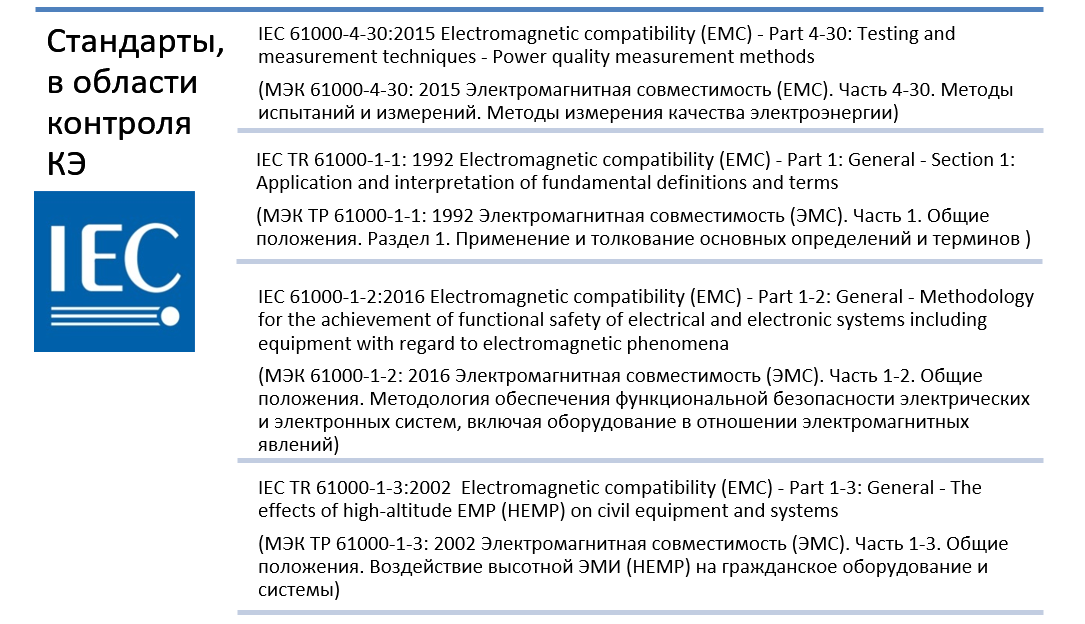 Стандарты,
в области
контроля
КЭ
IEC
IEC 61000-4-30:2015 Electromagnetic compatibility (EMC) - Part 4-30: Testing and
measurement techniques - Power quality measurement methods
(МЭК 61000-4-30: 2015 Электромагнитная совместимость (ЕМС). Часть 4-30. Методы
испытаний и измерений. Методы измерения качества электроэнергии)
IEC TR 61000-1-1: 1992 Electromagnetic compatibility (EMC) - Part 1: General - Section 1:
Application and interpretation of fundamental definitions and terms
(МЭК ТР 61000-1-1: 1992 Электромагнитная совместимость (ЭМС). Часть 1. Общие
положения. Раздел 1. Применение и толкование основных определений и терминов )
IEC 61000-1-2:2016 Electromagnetic compatibility (EMC) - Part 1-2: General - Methodology
for the achievement of functional safety of electrical and electronic systems including
equipment with regard to electromagnetic phenomena
(МЭК 61000-1-2: 2016 Электромагнитная совместимость (ЭМС). Часть 1-2. Общие
положения. Методология обеспечения функциональной безопасности электрических
и электронных систем, включая оборудование в отношении электромагнитных
явлений)
IEC TR 61000-1-3:2002  Electromagnetic compatibility (EMC) - Part 1-3: General - The
effects of high-altitude EMP (HEMP) on civil equipment and systems
(МЭК ТР 61000-1-3: 2002 Электромагнитная совместимость (ЭМС). Часть 1-3. Общие
положения. Воздействие высотной ЭМИ (HEMP) на гражданское оборудование и
системы)